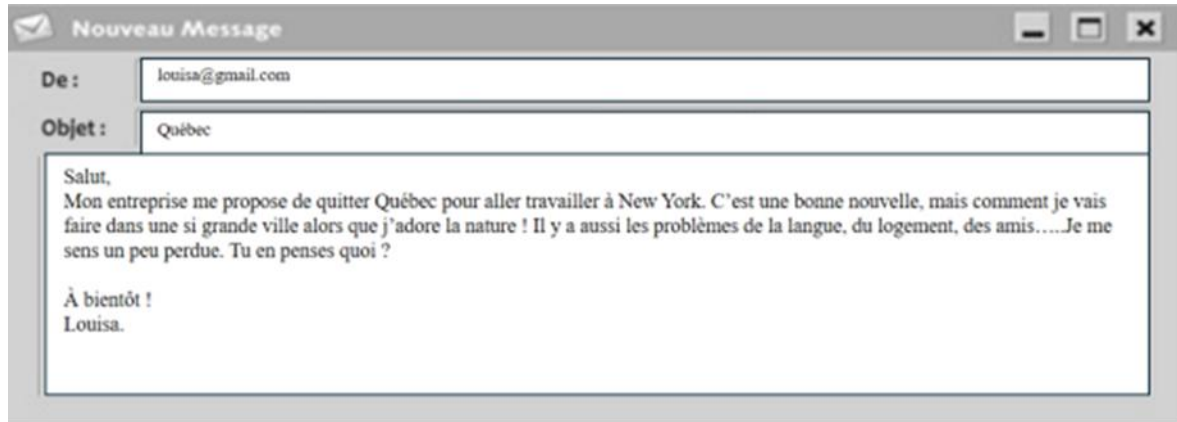 Nouveau Message
De :
louisa@gmail.com
Objet :
Québec
Salut,
Mon entreprise me propose de quitter Québec pour aller travailler à New York. C’est une bonne nouvelle, mais comment je vais
faire dans une si grande ville alors que j’adore la nature ! Il y a aussi les problèmes de la langue, du logement, des amis…..Je me
sens un peu perdue. Tu en penses quoi ?
À bientôt !
Louisa.